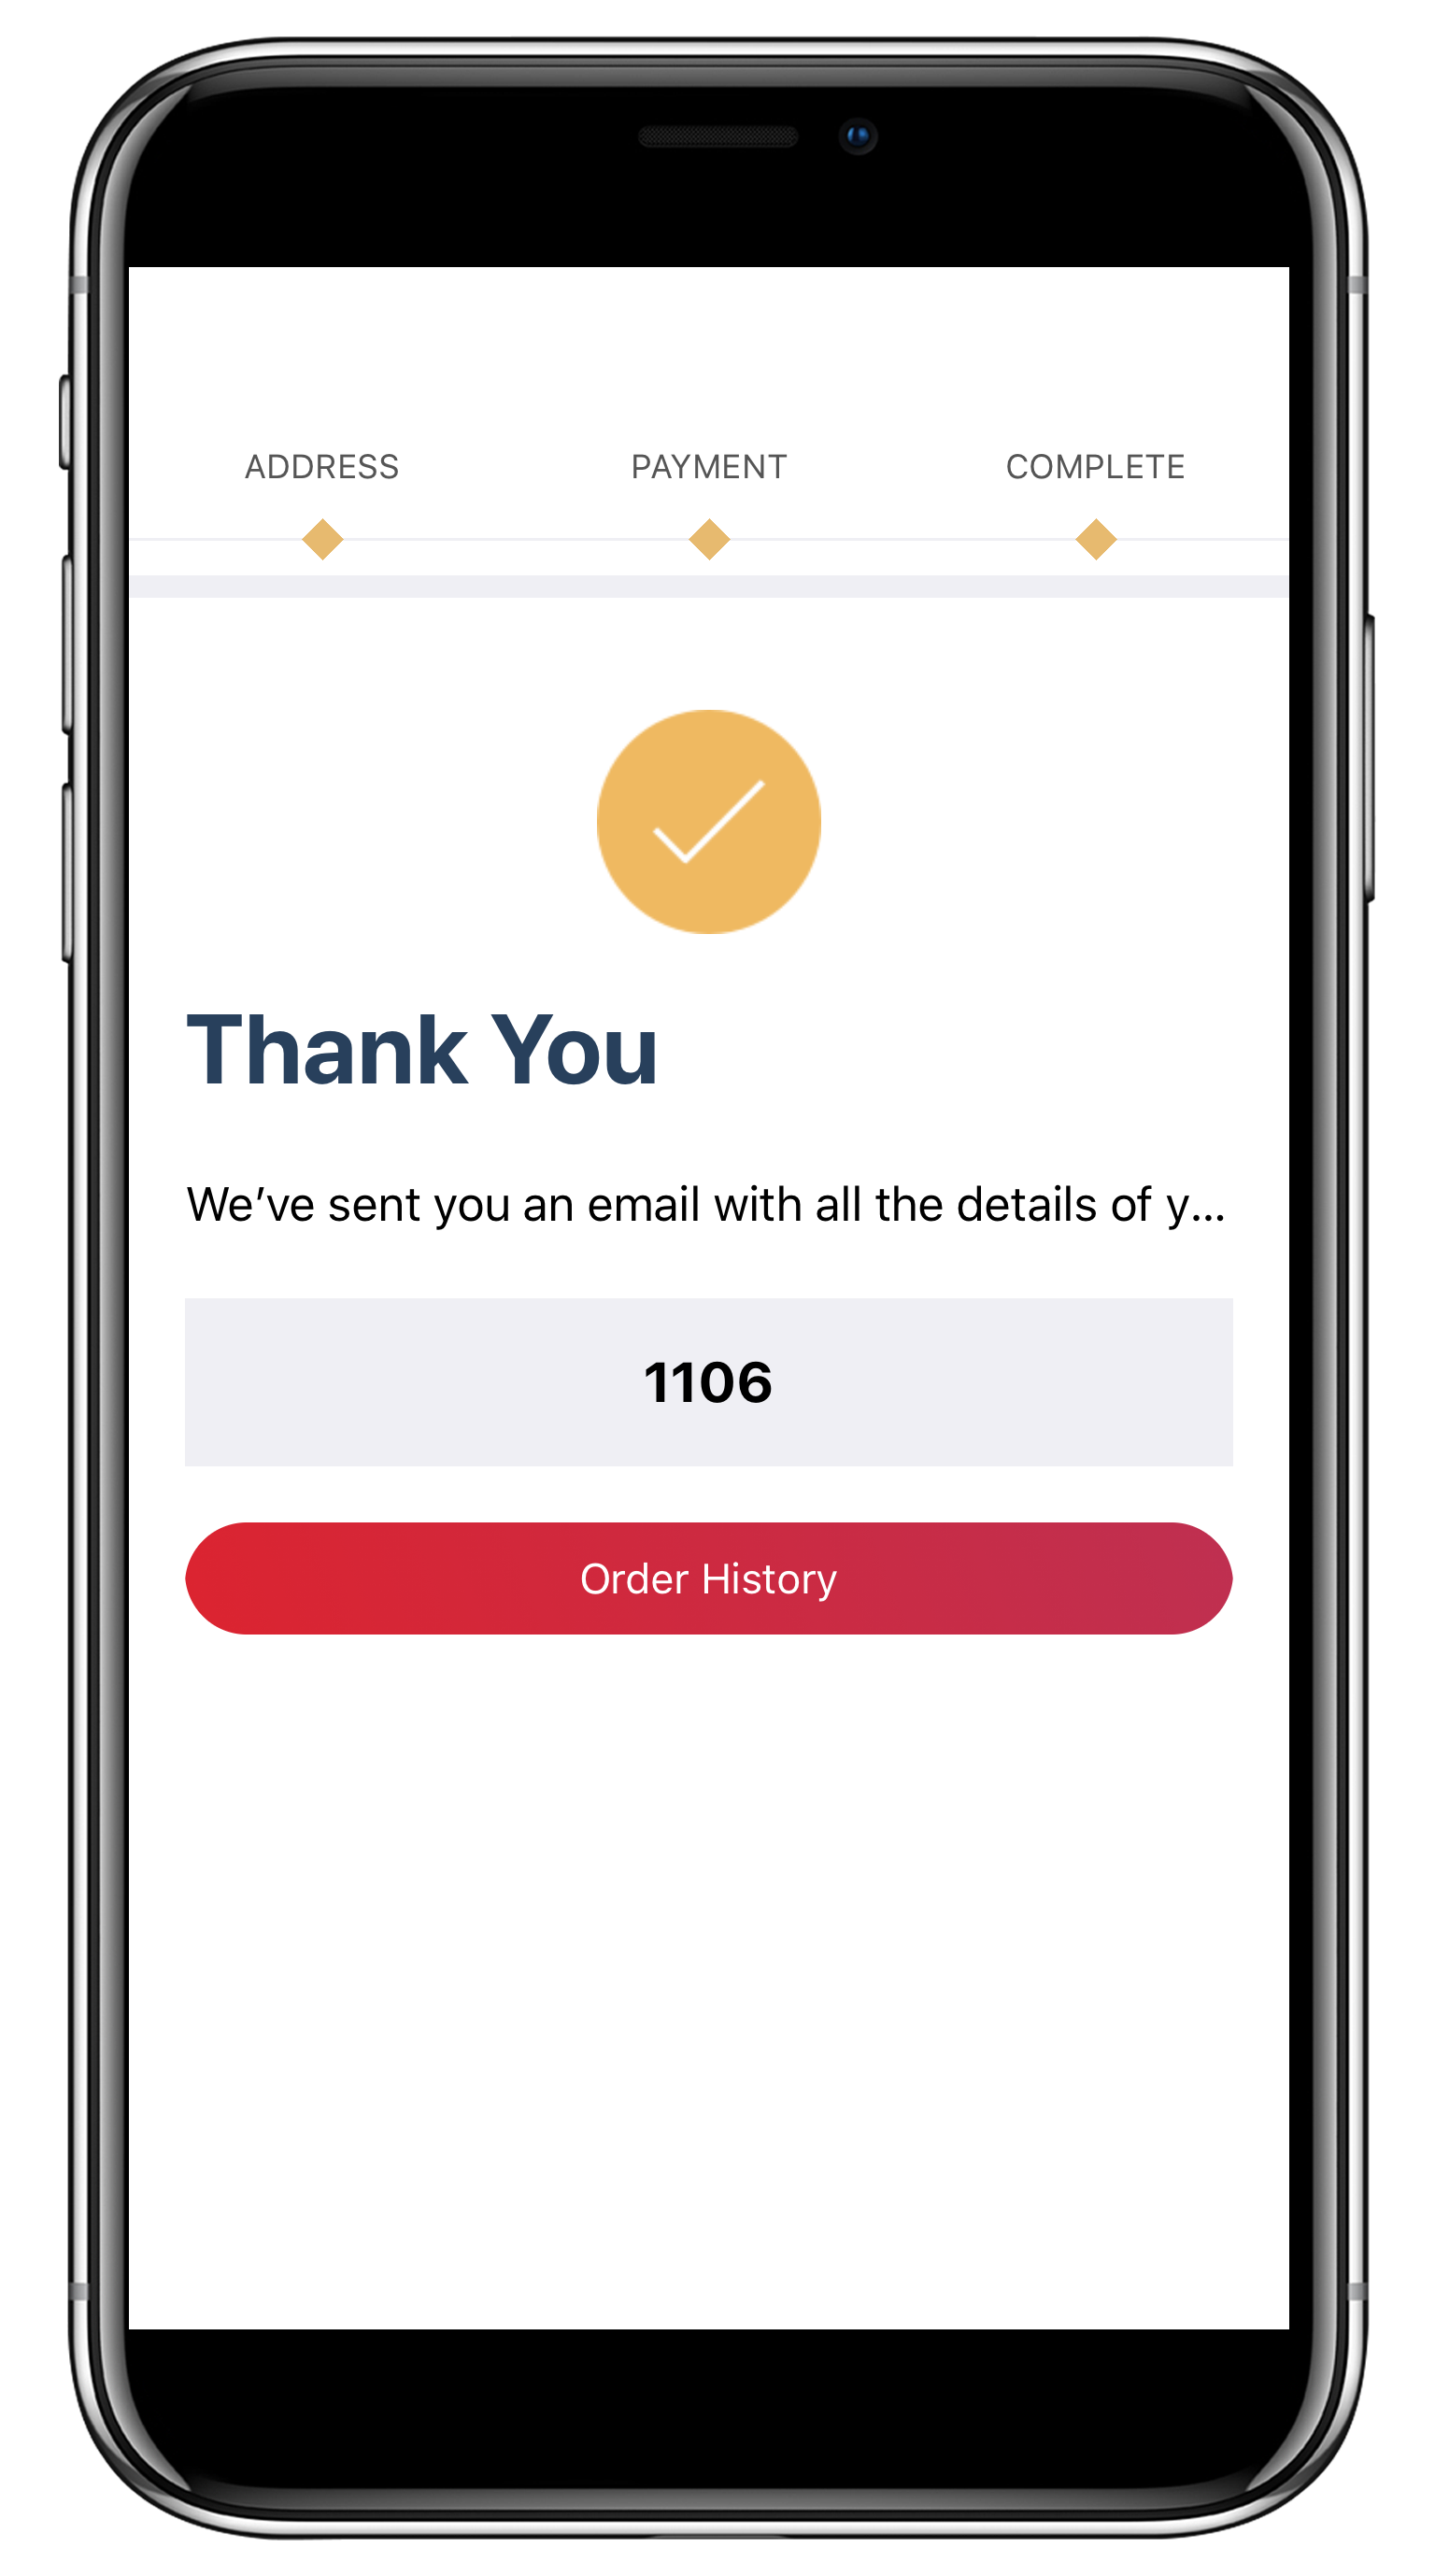 ADDRESS PAYMENT COMPLETE
Thank You
We’ve sent you an email with all the details of y...
1106
Order History